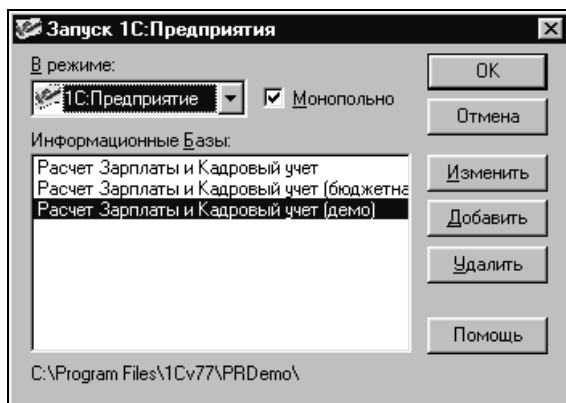 Запуск 1С:Предприятия
В режиме:
1С:Предприятие
Монопольно
Информационные Базы:
Расчет Зарплаты и Кадровый учет
Расчет Зарплаты и Кадровый учет (бюджетна
Расчет Зарплаты и Кадровый учет (демо)
C:\Program Files\1Cv77\PRDemo\
OK
Отмена
Изменить
Добавить
Удалить
Помощь